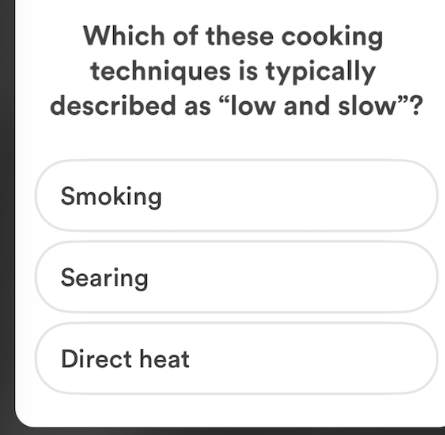 Which of these cooking
techniques is typically
described as “low and slow”?
Smoking
Searing
Direct heat